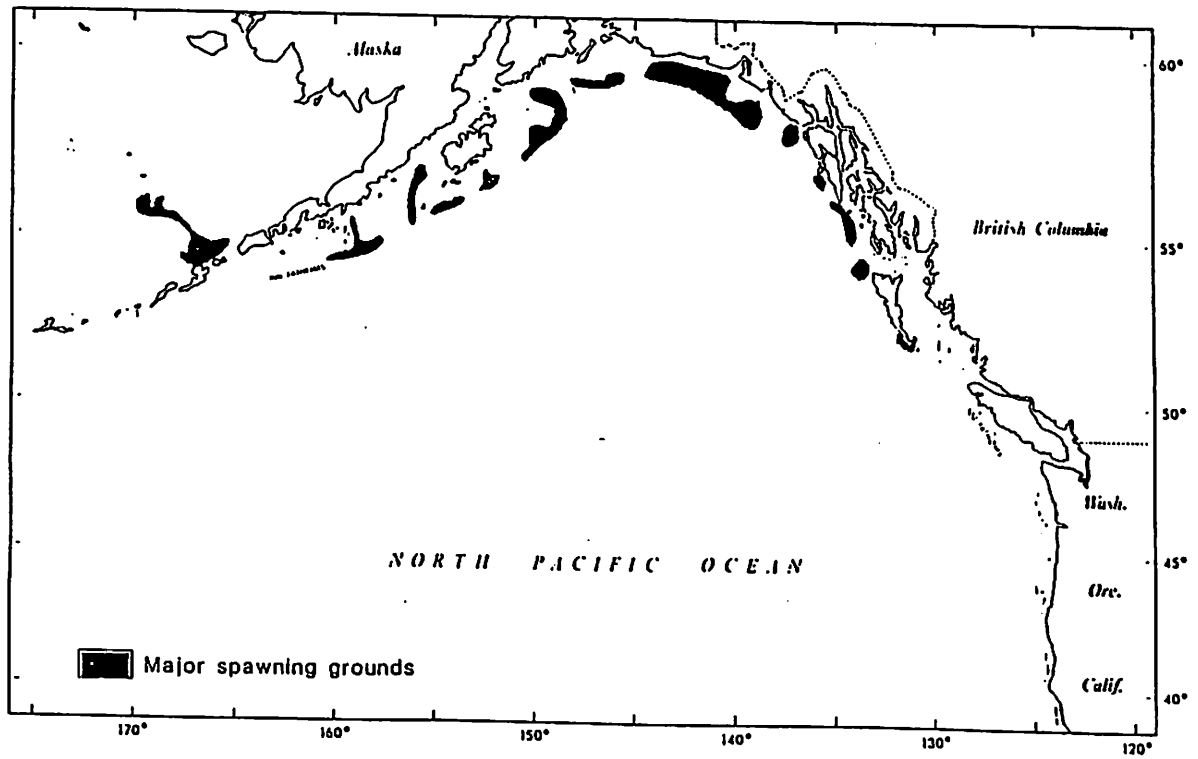 Alaska
60°
British Columbia
55°
50°
Wash.
NORTH PACIFIC OCEAN
45°
Ore.
Major spawning grounds
Calif.
40°
170° 160° 150° 140° 130° 120°